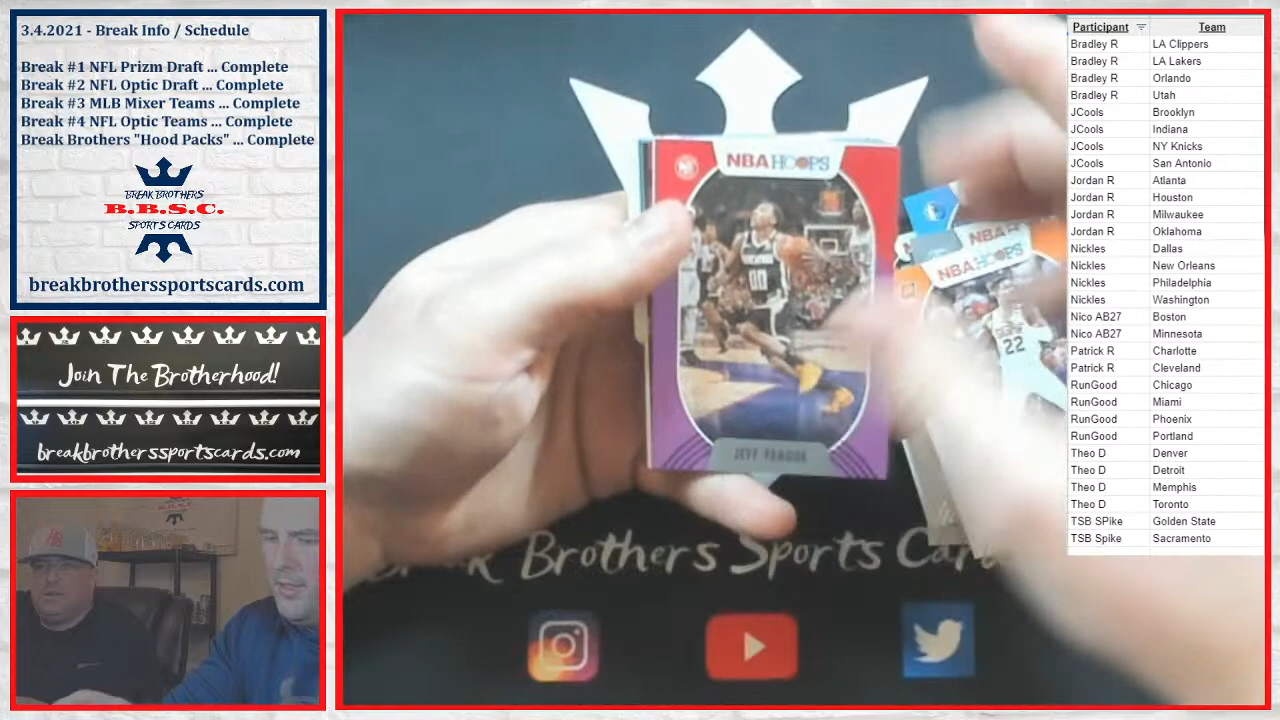 3.4.2021 - Break Info / Schedule
Break #1 NFL Prizm Draft ... Complete
Break #2 NFL Optic Draft ... Complete
Break #3 MLB Mixer Teams ... Complete
Break #4 NFL Optic Teams ... Complete
Break Brothers "Hood Packs" ... Complete
BREAK BROTHERS
B.B.S.C.
SPORTS CARDS
breakbrotherssportscards.com
Join The Brotherhood!
breakbrotherssportscards.com
NBA HOOPS
00
JEFF TEAGUE
NBA
NBA HOOPS
22
Brothers Sports Car
Participant Team
Bradley R LA Clippers
Bradley R LA Lakers
Bradley R Orlando
Bradley R Utah
JCools Brooklyn
JCools Indiana
JCools NY Knicks
JCools San Antonio
Jordan R Atlanta
Jordan R Houston
Jordan R Milwaukee
Jordan R Oklahoma
Nickles Dallas
Nickles New Orleans
Nickles Philadelphia
Nickles Washington
Nico AB27 Boston
Nico AB27 Minnesota
Patrick R Charlotte
Patrick R Cleveland
RunGood Chicago
RunGood Miami
RunGood Phoenix
RunGood Portland
Theo D Denver
Theo D Detroit
Theo D Memphis
Theo D Toronto
TSB SPike Golden State
TSB Spike Sacramento